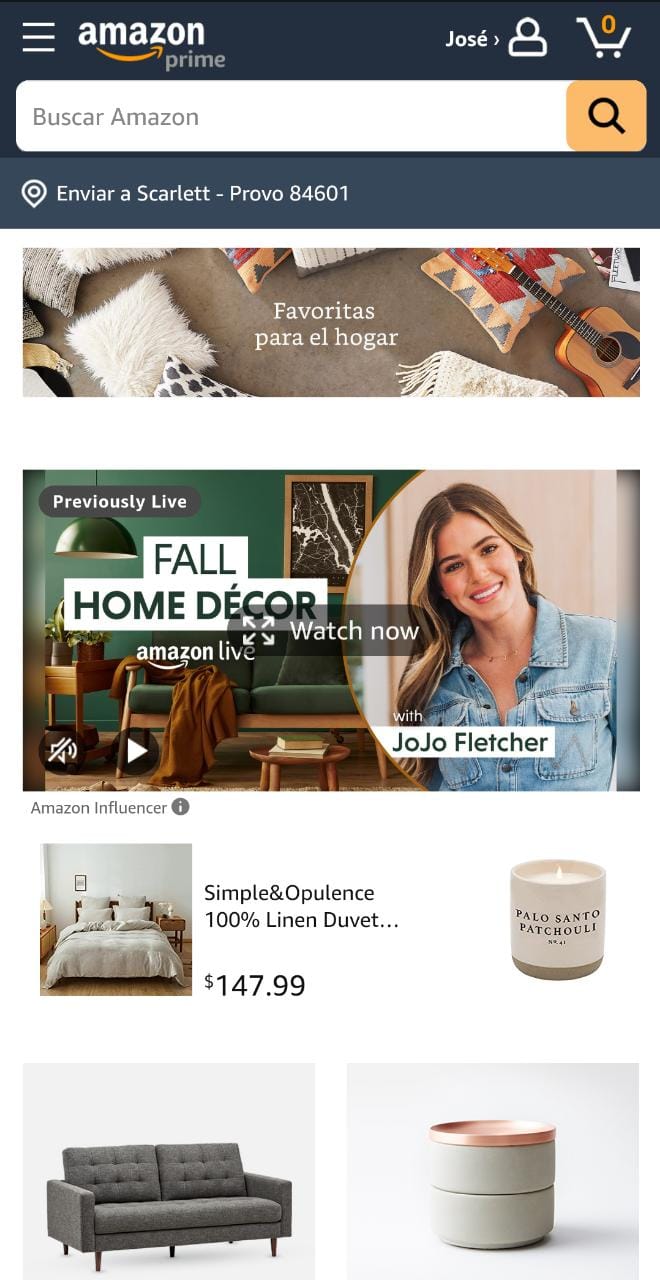 amazon
prime
José ›
0
Buscar Amazon
Enviar a Scarlett - Provo 84601
Favoritas
para el hogar
Previously Live
FALL
HOME DÉCOR
Watch now
amazon live
with
JoJo Fletcher
Amazon Influencer
Simple&Opulence
100% Linen Duvet...
$147.99
PALO SANTO
PATCHOULI
Nº 41